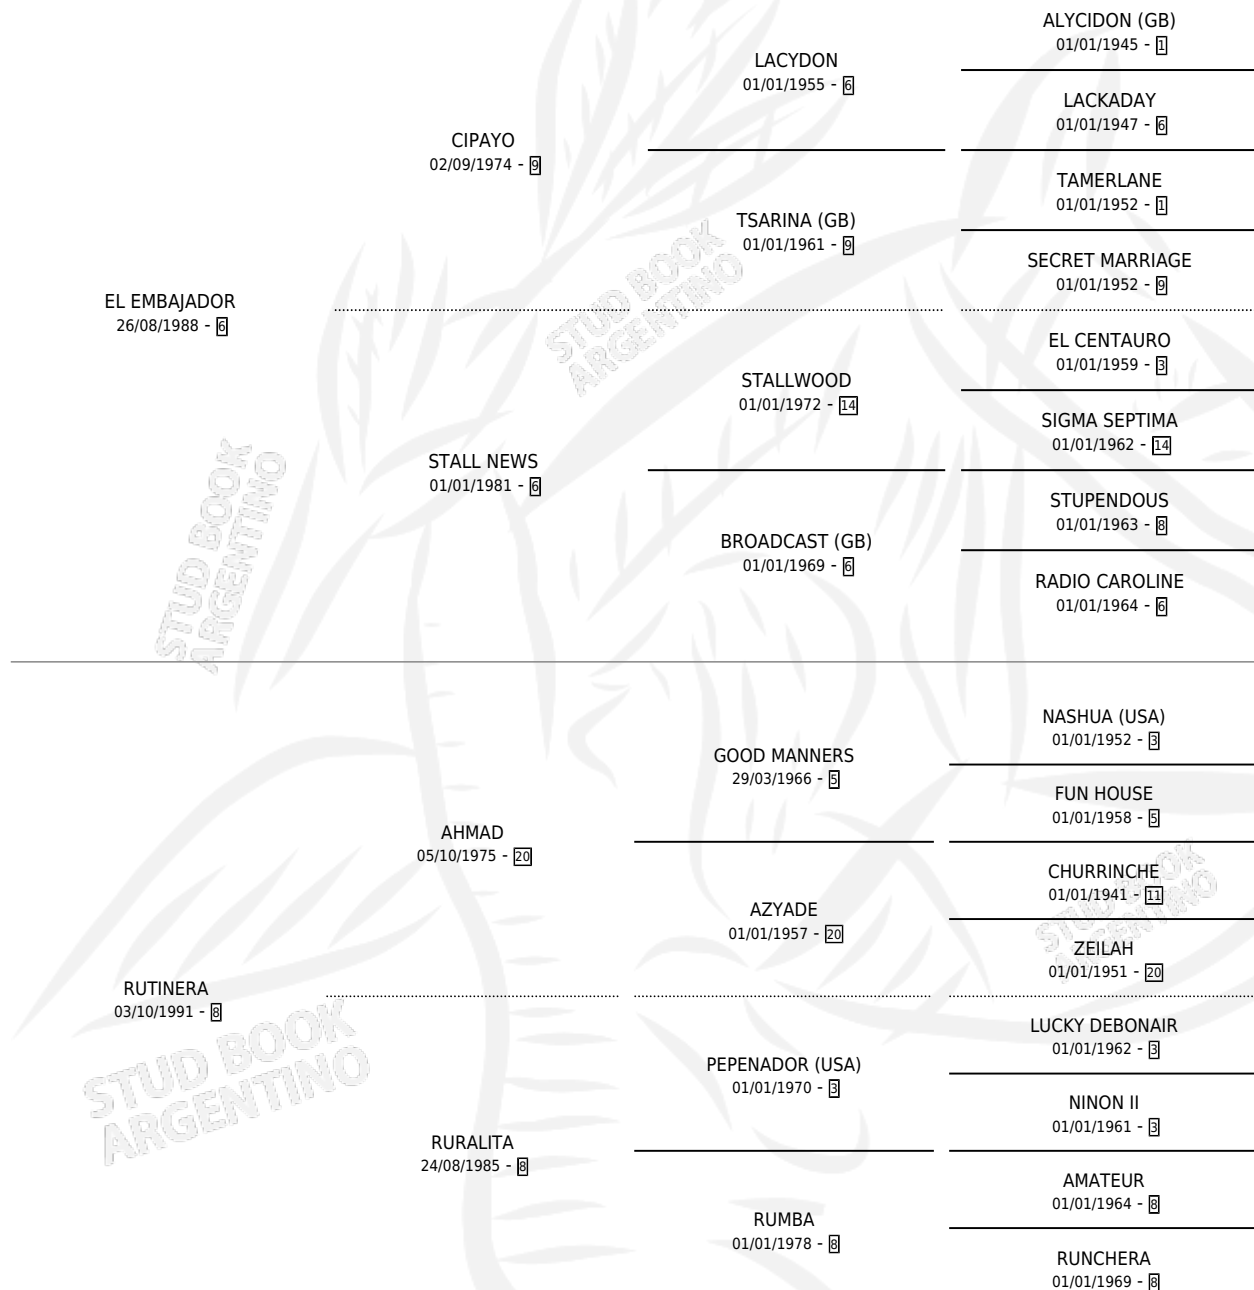 ALYCIDON (GB)
01/01/1945 - 1
LACYDON
01/01/1955 - 6
LACKADAY
01/01/1947 - 6
CIPAYO
02/09/1974 - 9
TAMERLANE
01/01/1952 - 1
TSARINA (GB)
01/01/1961 - 9
SECRET MARRIAGE
01/01/1952 - 9
EL EMBAJADOR
26/08/1988 - 6
EL CENTAURO
01/01/1959 - 3
STALLWOOD
01/01/1972 - 14
SIGMA SEPTIMA
01/01/1962 - 14
STALL NEWS
01/01/1981 - 6
STUPENDOUS
01/01/1963 - 8
BROADCAST (GB)
01/01/1969 - 6
RADIO CAROLINE
01/01/1964 - 6
NASHUA (USA)
01/01/1952 - 3
GOOD MANNERS
29/03/1966 - 5
FUN HOUSE
01/01/1958 - 5
AHMAD
05/10/1975 - 20
CHURRINCHE
01/01/1941 - 11
AZYADE
01/01/1957 - 20
ZEILAH
01/01/1951 - 20
RUTINERA
03/10/1991 - 8
LUCKY DEBONAIR
01/01/1962 - 3
PEPENADOR (USA)
01/01/1970 - 3
NINON II
01/01/1961 - 3
RURALITA
24/08/1985 - 8
AMATEUR
01/01/1964 - 8
RUMBA
01/01/1978 - 8
RUNCHERA
01/01/1969 - 8
STUD BOOK
ARGENTINO
STUD BOOK
ARGENTINO
STUD BOOK
ARGENTINO
STUD BOOK
ARGENTINO